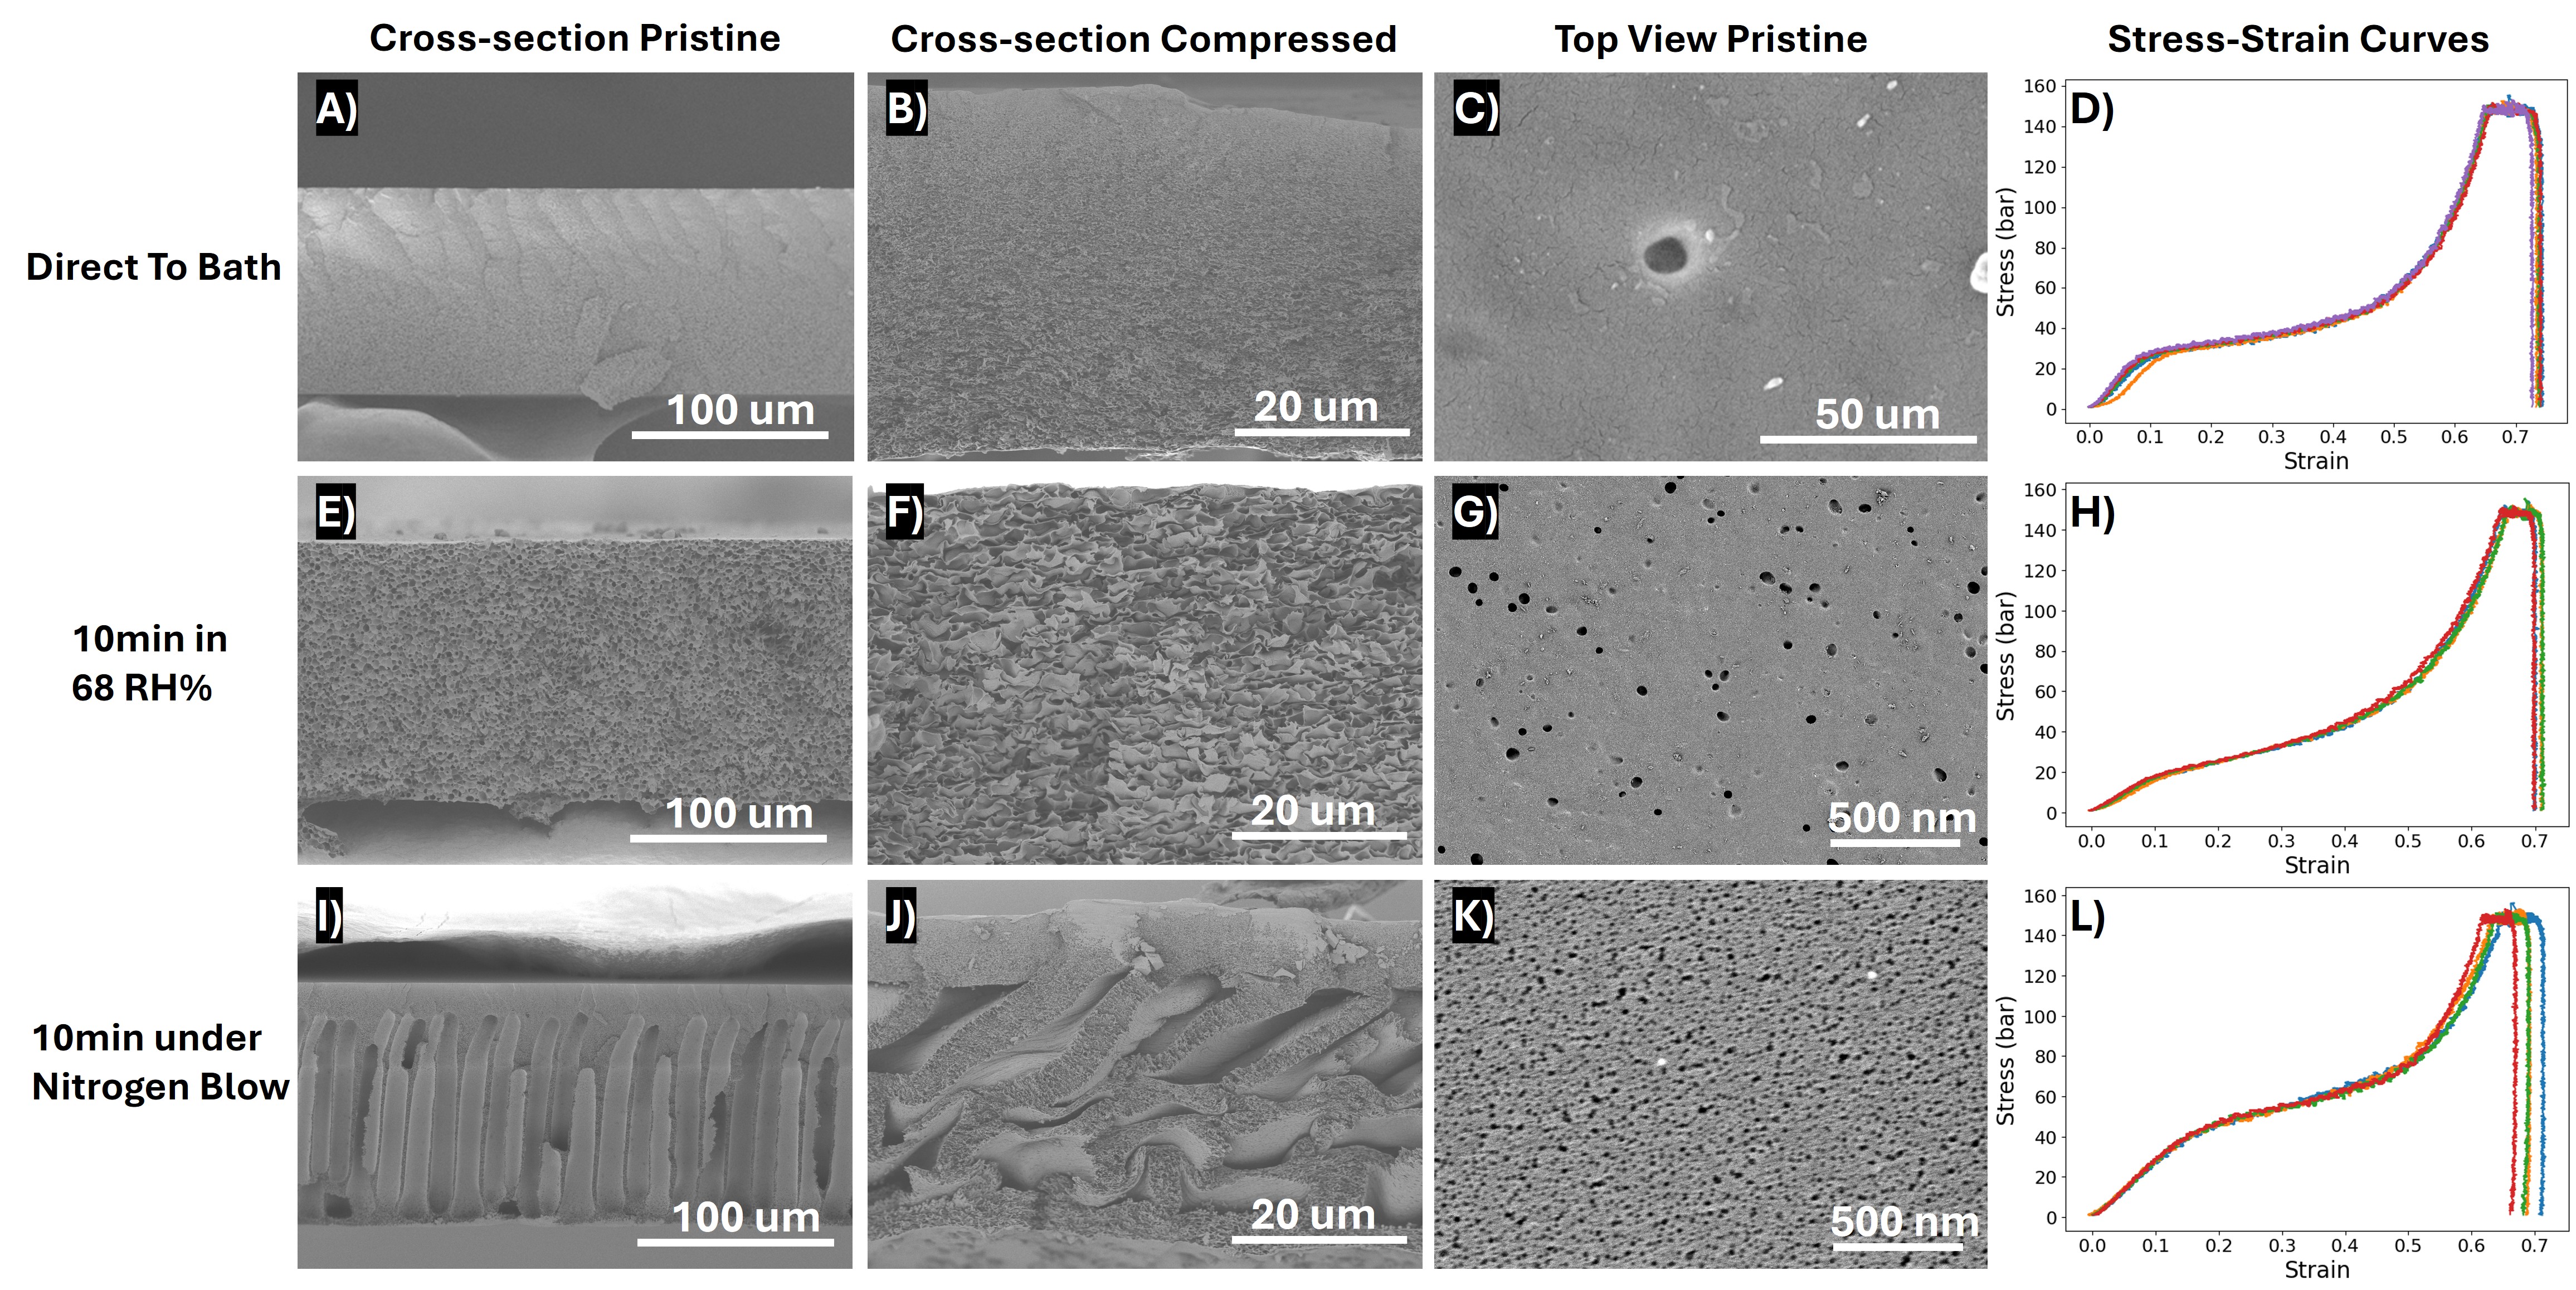 Cross-section Pristine
Cross-section Compressed
Top View Pristine
Stress-Strain Curves
Direct To Bath
A)
100 um
B)
20 um
C)
50 um
D)
Stress (bar)
160
140
120
100
80
60
40
20
0
0.0 0.1 0.2 0.3 0.4 0.5 0.6 0.7
Strain
10min in
68 RH%
E)
100 um
F)
20 um
G)
500 nm
H)
Stress (bar)
160
140
120
100
80
60
40
20
0
0.0 0.1 0.2 0.3 0.4 0.5 0.6 0.7
Strain
10min under
Nitrogen Blow
I)
100 um
J)
20 um
K)
500 nm
L)
Stress (bar)
160
140
120
100
80
60
40
20
0
0.0 0.1 0.2 0.3 0.4 0.5 0.6 0.7
Strain